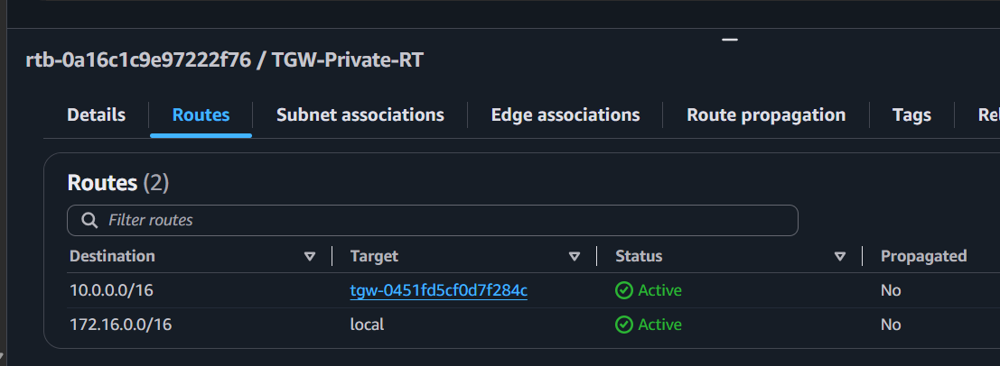 rtb-0a16c1c9e97222f76 / TGW-Private-RT
Details Routes Subnet associations Edge associations Route propagation Tags
Routes (2)
Filter routes
Destination Target Status Propagated
10.0.0.0/16 tgw-0451fd5cf0d7f284c Active No
172.16.0.0/16 local Active No